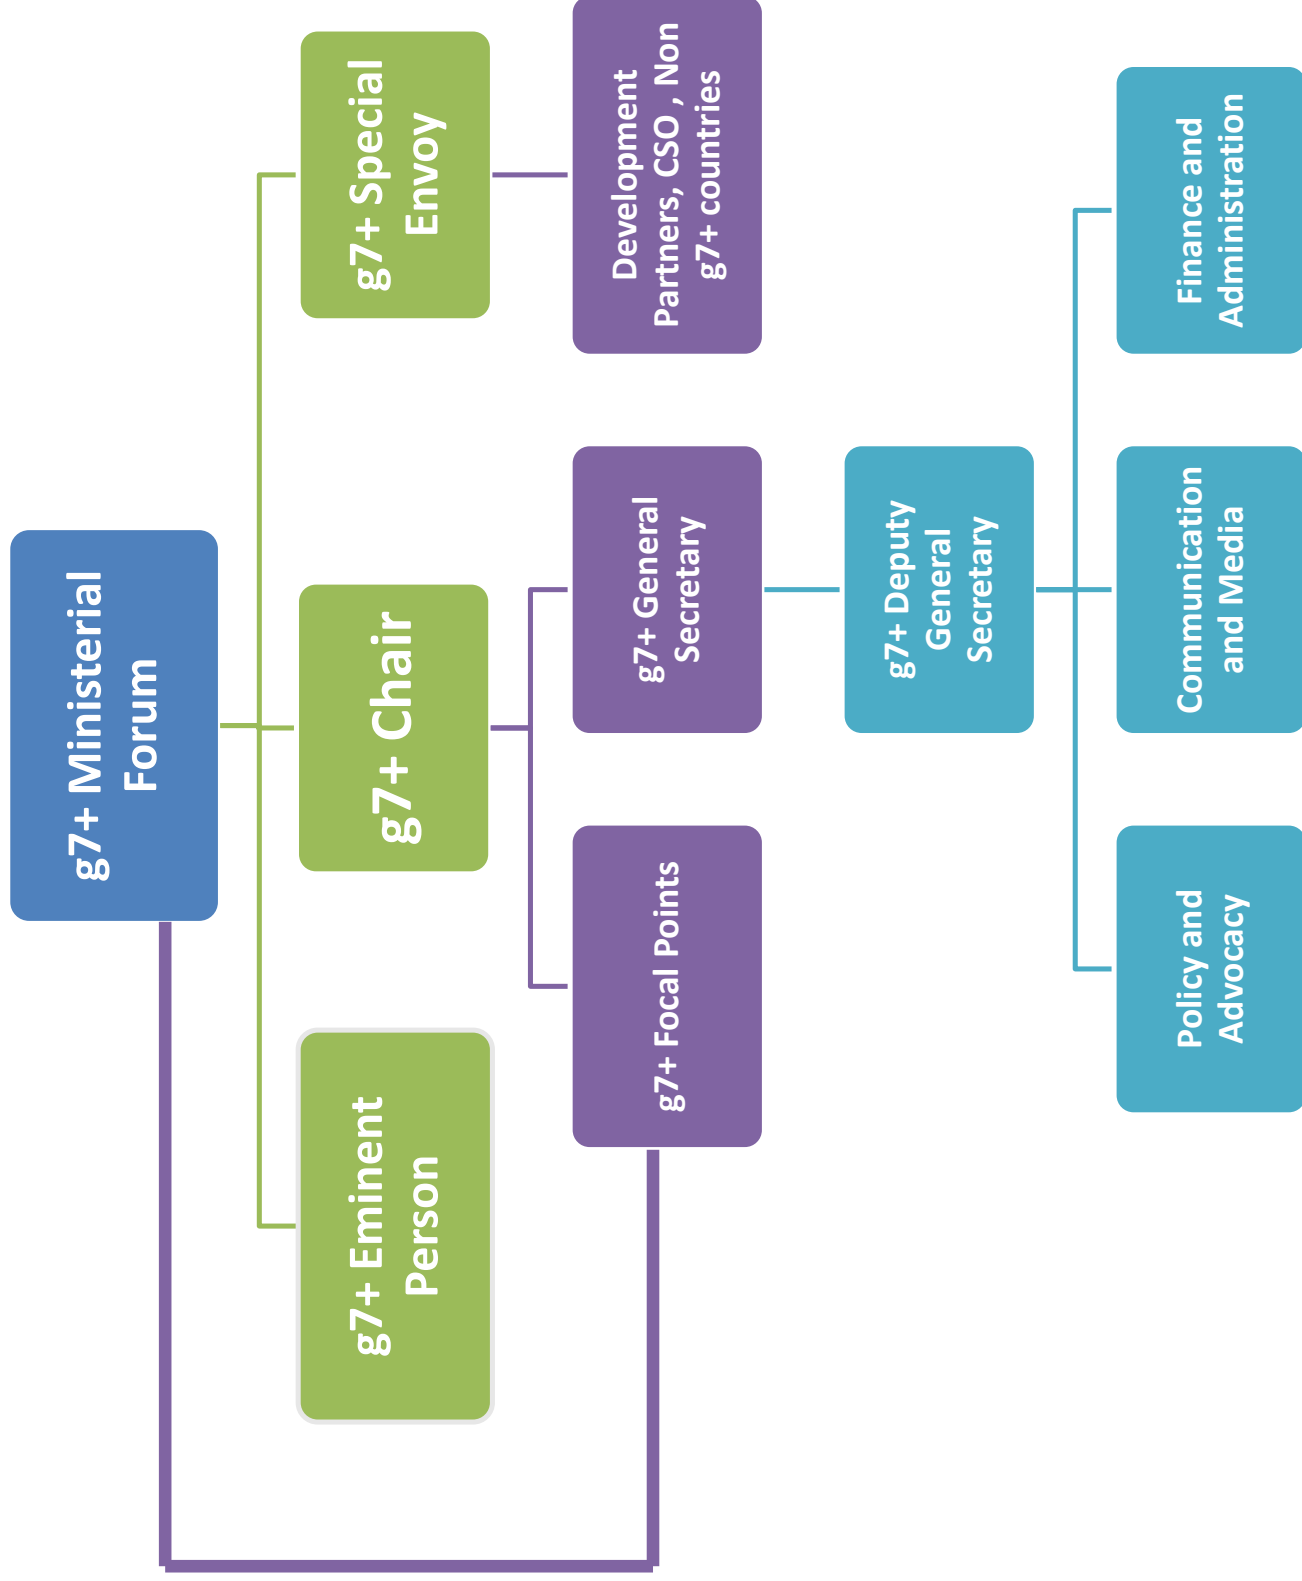 g7+ Ministerial
Forum
g7+ Eminent
Person
g7+ Chair
g7+ Special
Envoy
g7+ Focal Points
g7+ General
Secretary
Development
Partners, CSO , Non
g7+ countries
g7+ Deputy
General
Secretary
Policy and
Advocacy
Communication
and Media
Finance and
Administration